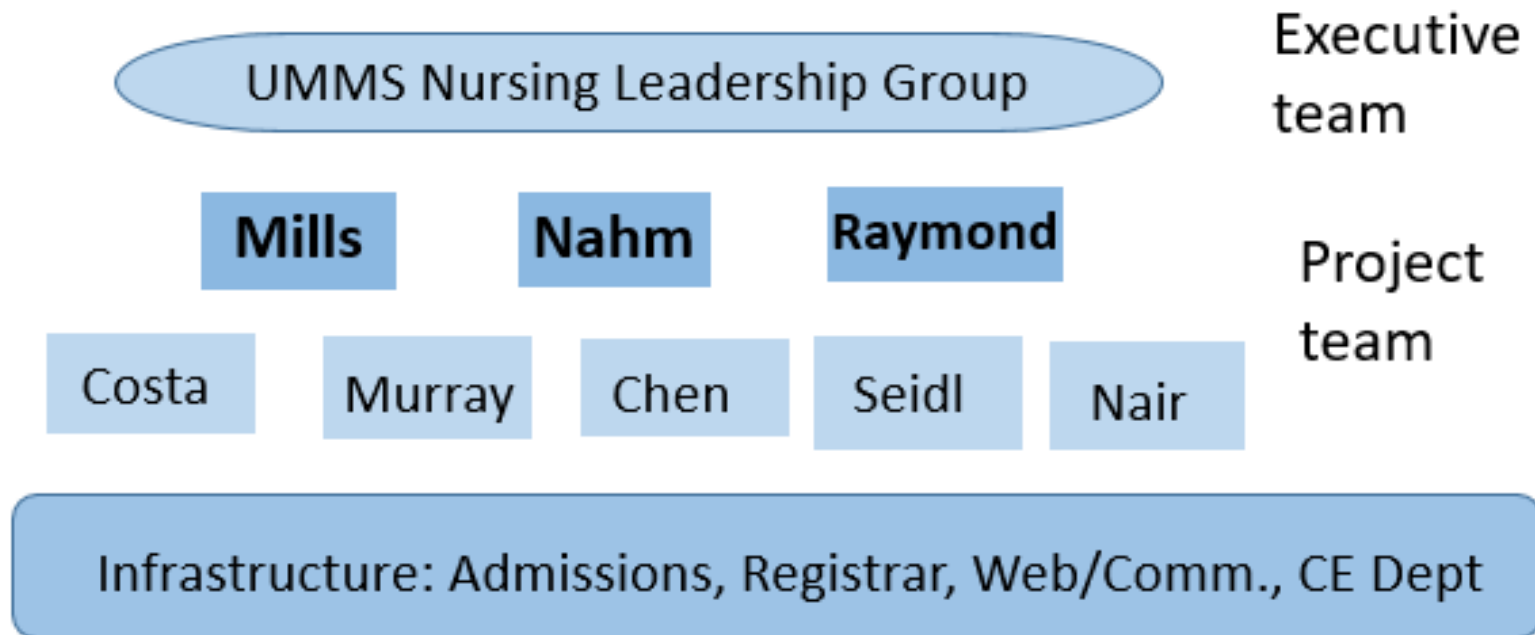 Executive
team
UMMS Nursing Leadership Group
Mills
Nahm
Raymond
Project
team
Costa
Murray
Chen
Seidl
Nair
Infrastructure: Admissions, Registrar, Web/Comm., CE Dept